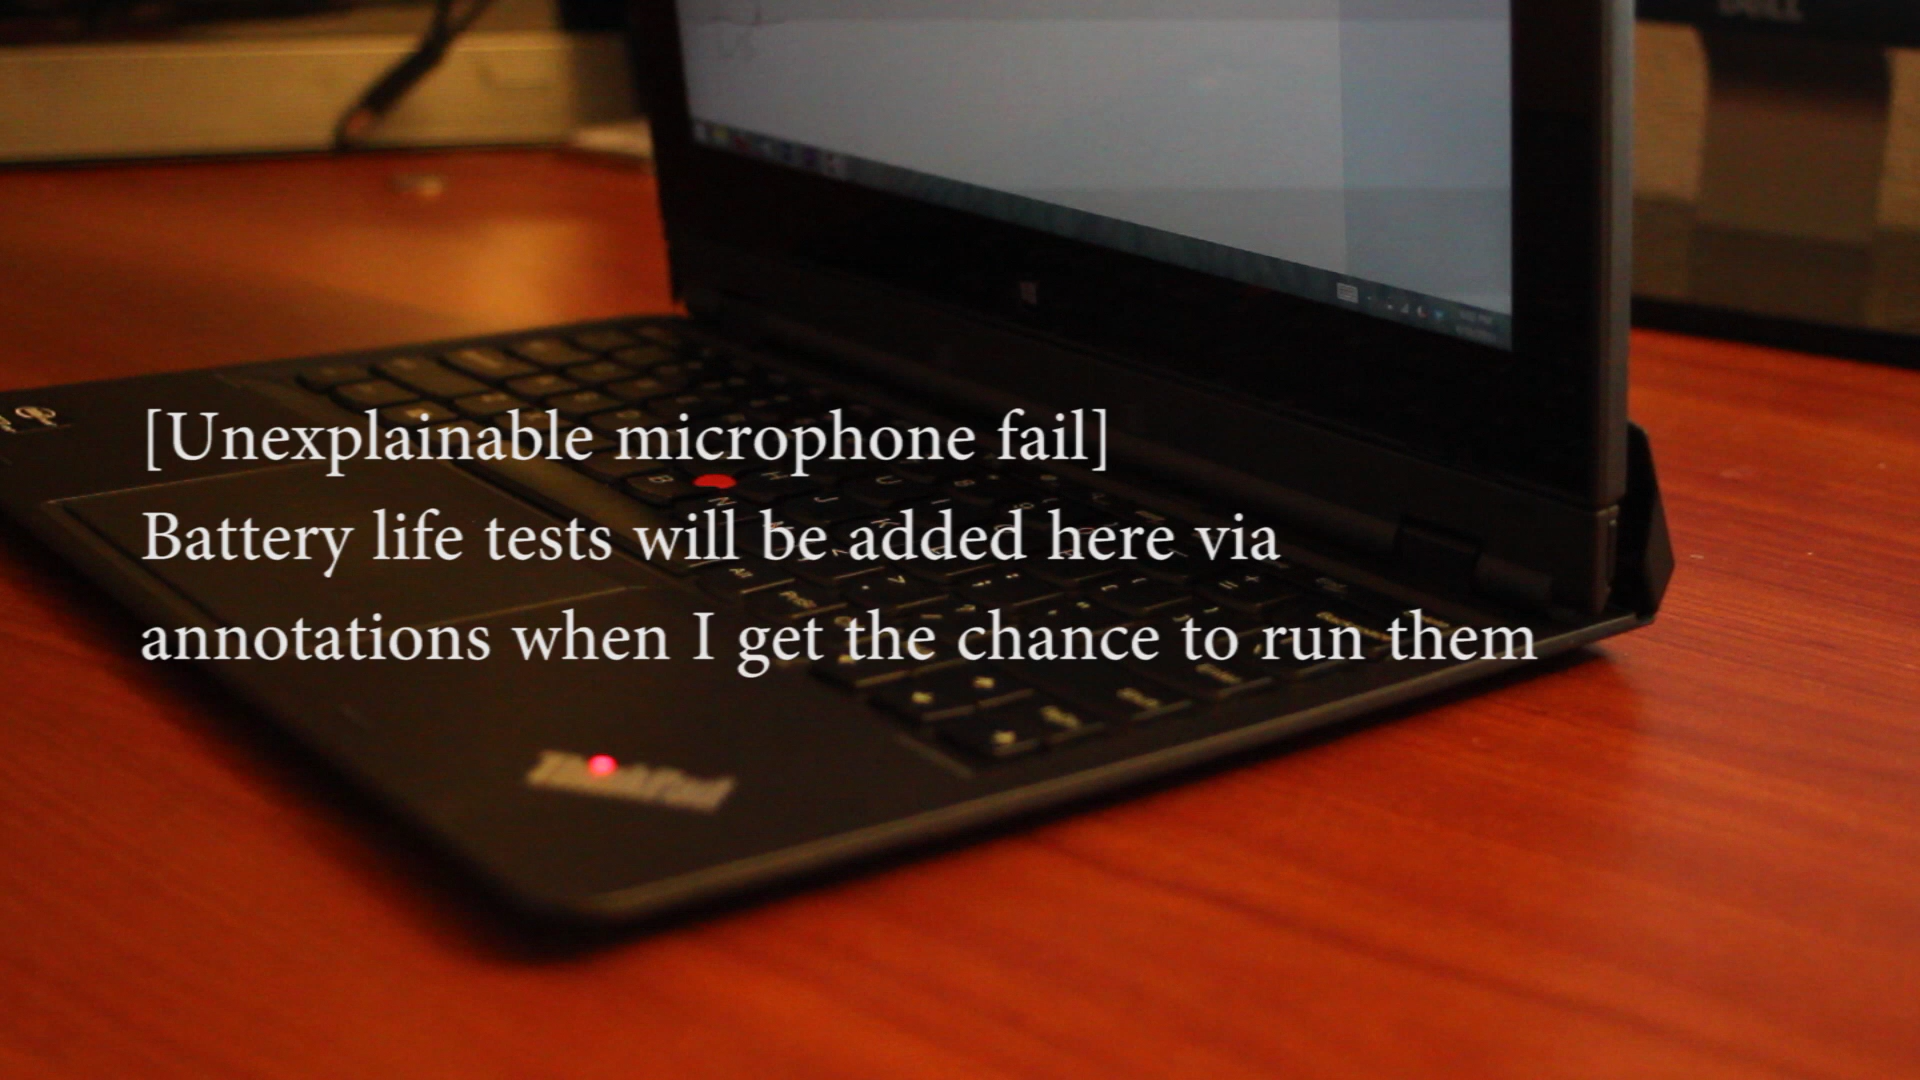 [Unexplainable microphone fail]
Battery life tests will be added here via
annotations when I get the chance to run them
ThinkPad